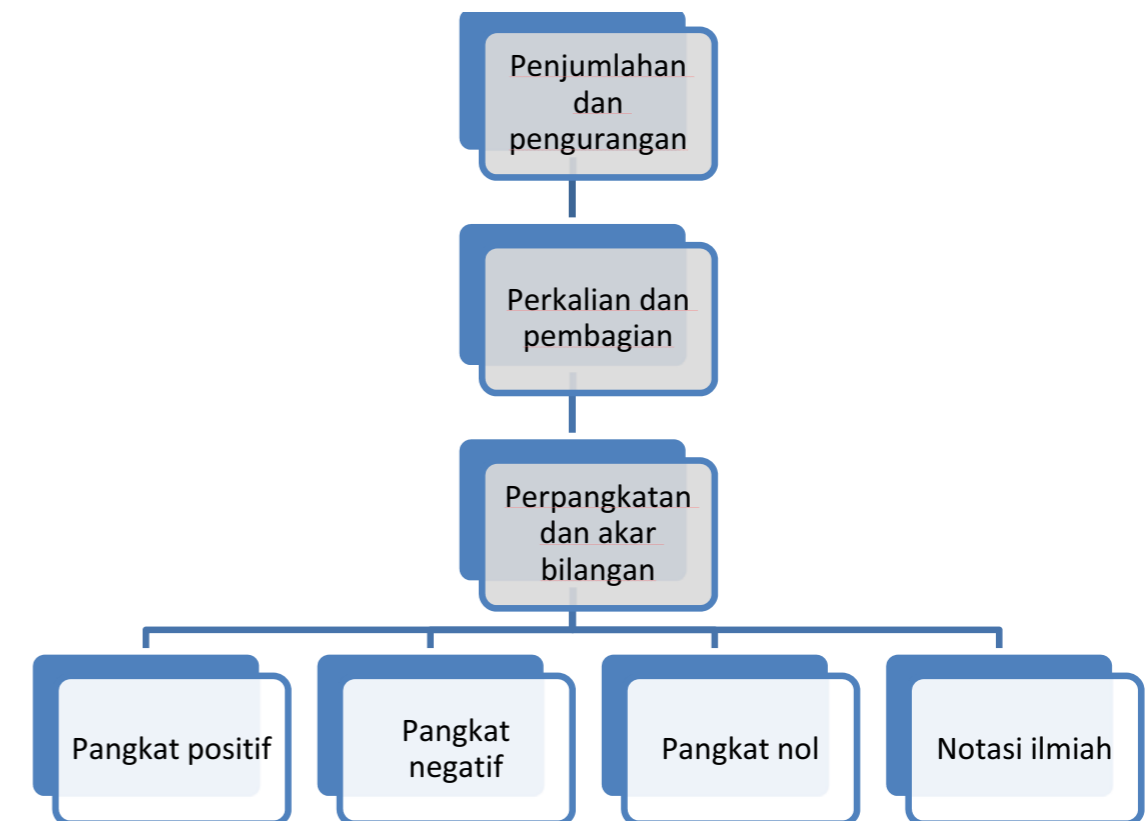 Penjumlahan
dan
pengurangan
Perkalian dan
pembagian
Perpangkatan
dan akar
bilangan
Pangkat positif
Pangkat
negatif
Pangkat nol
Notasi ilmiah